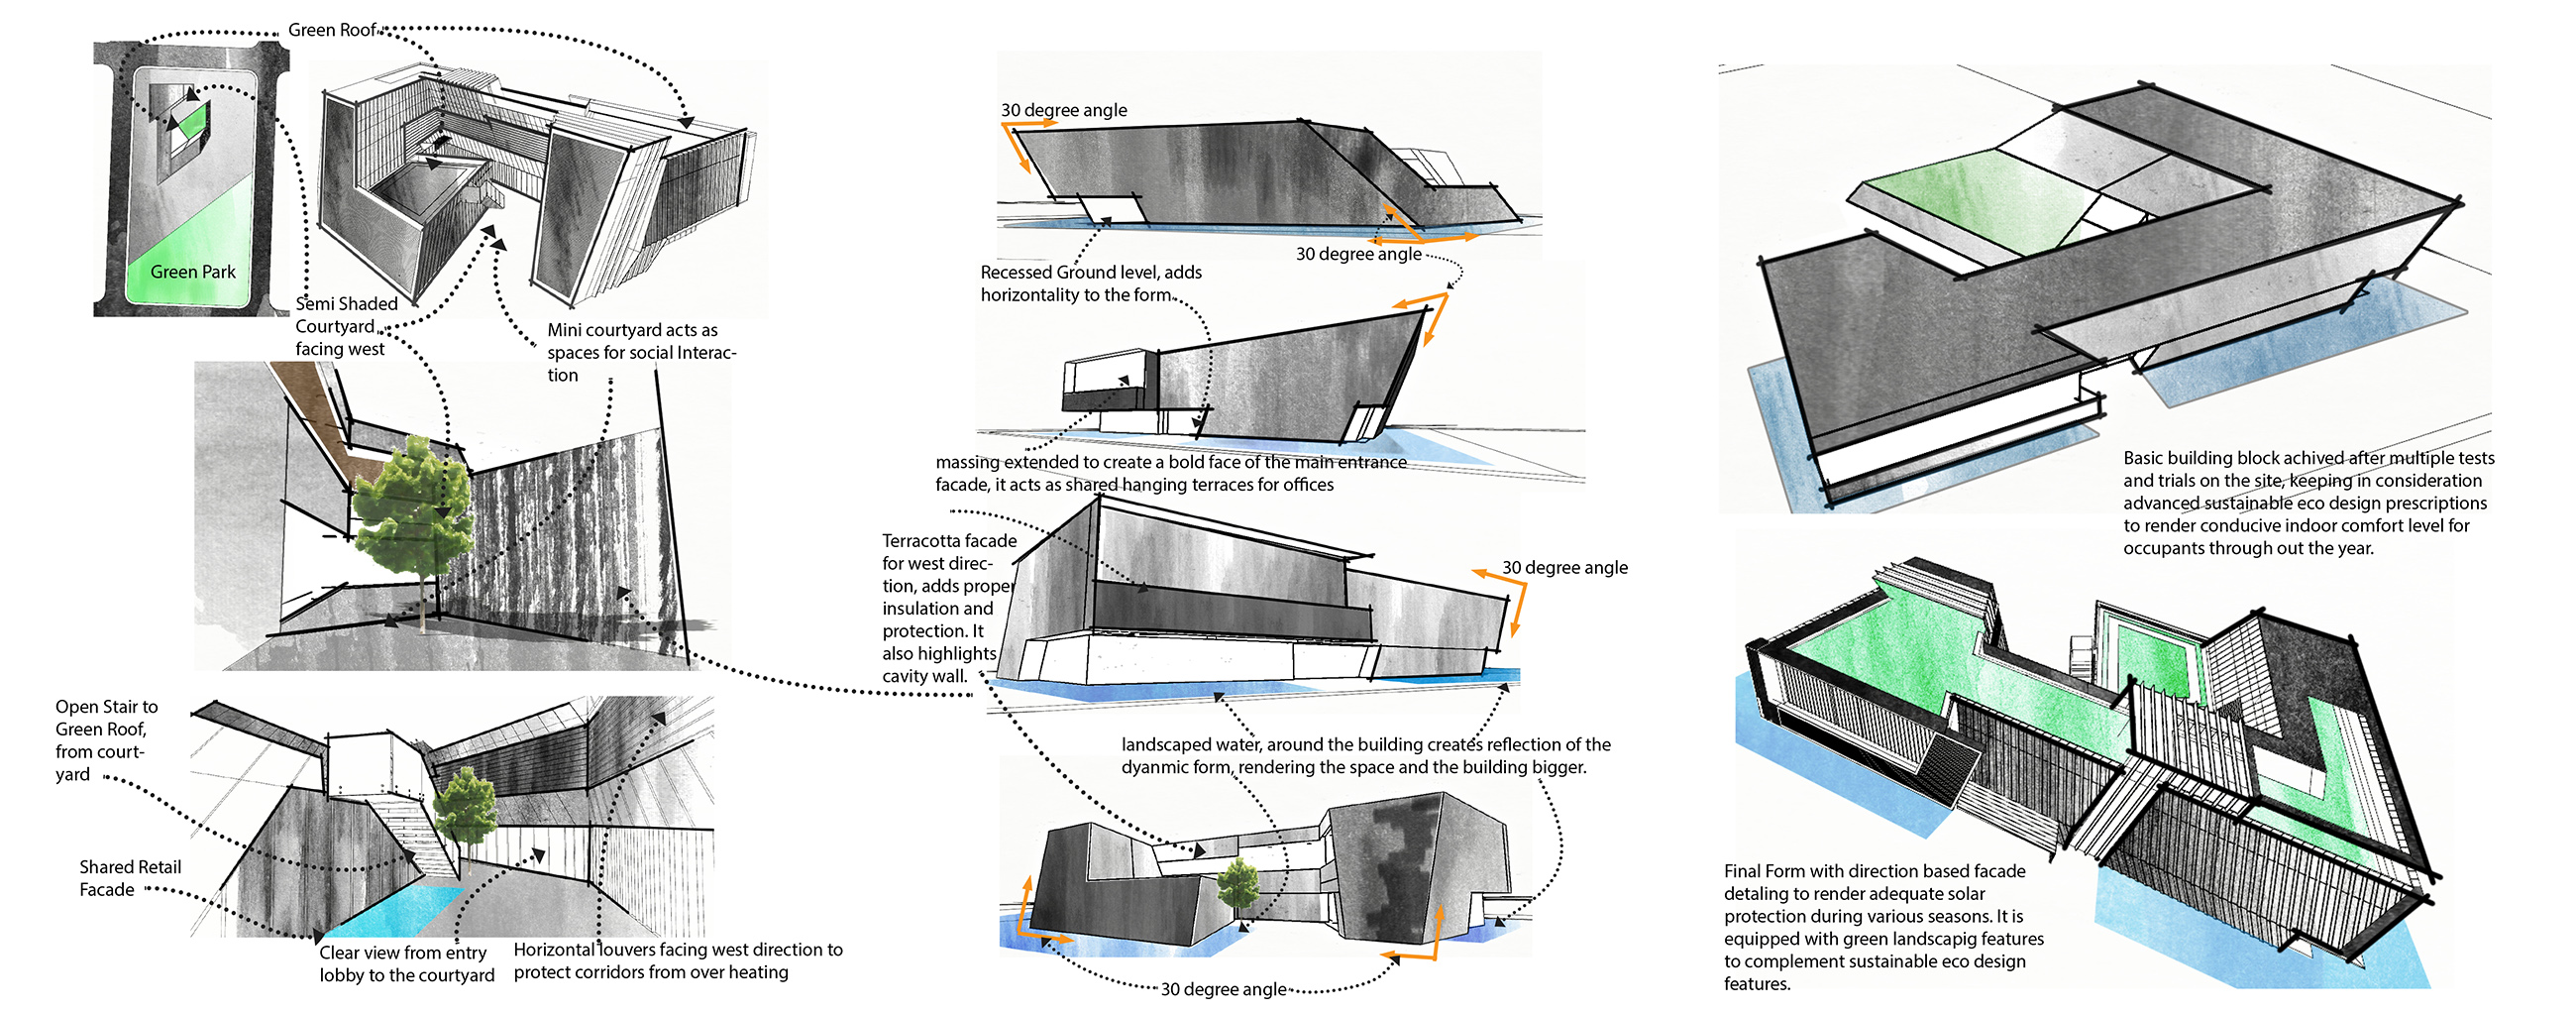 Green Roof
Green Park
Semi Shaded
Courtyard
facing west
Mini courtyard acts as
spaces for social Interac-
tion
Open Stair to
Green Roof,
from court-
yard
Shared Retail
Facade
Clear view from entry
lobby to the courtyard
Horizontal louvers facing west direction to
protect corridors from over heating
30 degree angle
30 degree angle
Recessed Ground level, adds
horizontality to the form.
massing extended to create a bold face of the main entrance
facade, it acts as shared hanging terraces for offices
Terracotta facade
for west direc-
tion, adds proper
insulation and
protection. It
also highlights
cavity wall.
30 degree angle
landscaped water, around the building creates reflection of the
dyanmic form, rendering the space and the building bigger.
30 degree angle
Basic building block achived after multiple tests
and trials on the site, keeping in consideration
advanced sustainable eco design prescriptions
to render conducive indoor comfort level for
occupants through out the year.
Final Form with direction based facade
detaling to render adequate solar
protection during various seasons. It is
equipped with green landscapig features
to complement sustainable eco design
features.